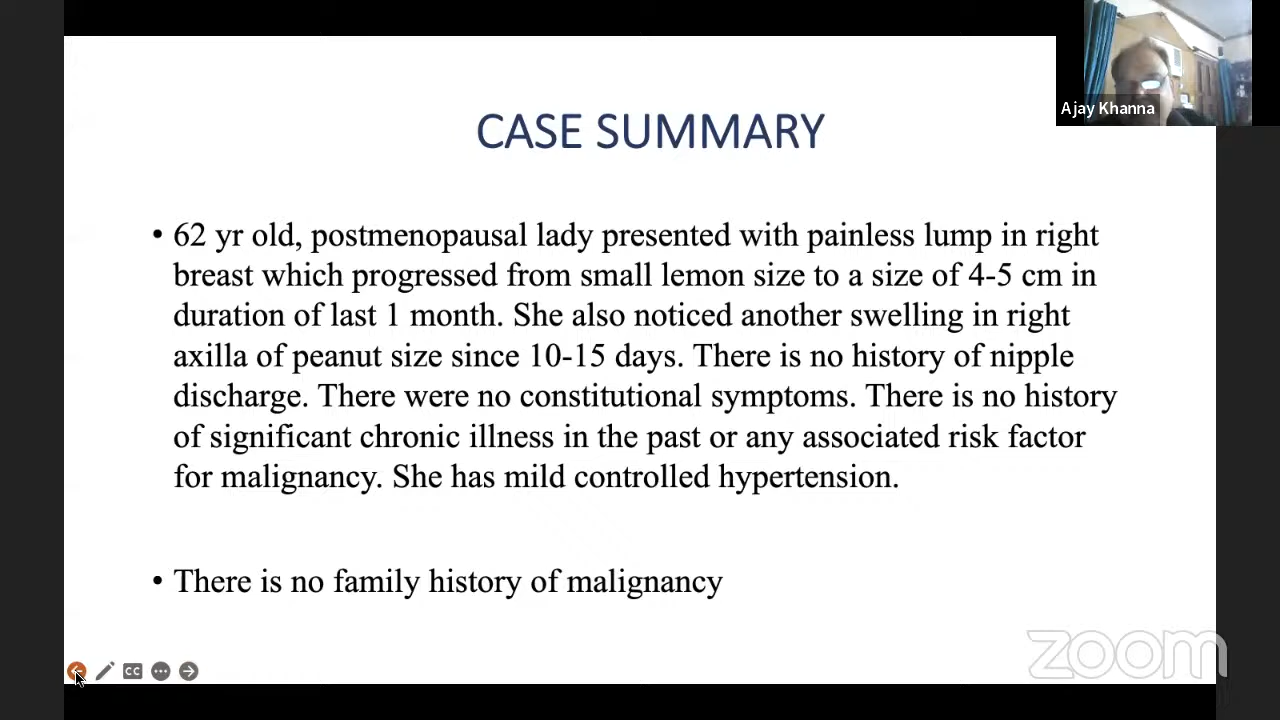 Ajay Khanna
CASE SUMMARY
• 62 yr old, postmenopausal lady presented with painless lump in right
breast which progressed from small lemon size to a size of 4-5 cm in
duration of last 1 month. She also noticed another swelling in right
axilla of peanut size since 10-15 days. There is no history of nipple
discharge. There were no constitutional symptoms. There is no history
of significant chronic illness in the past or any associated risk factor
for malignancy. She has mild controlled hypertension.
• There is no family history of malignancy
CC
zoom